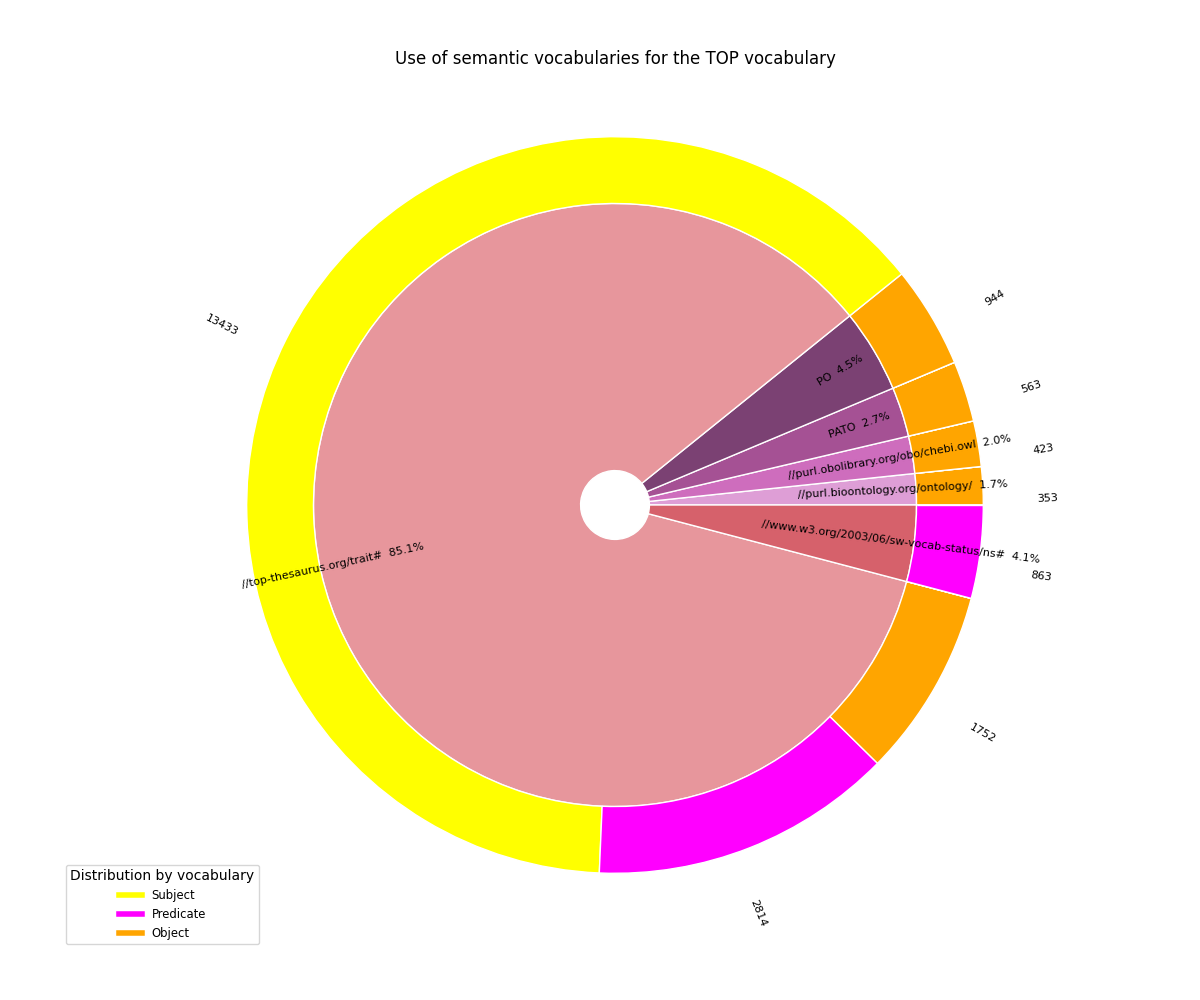 Use of semantic vocabularies for the TOP vocabulary
944
13433
PO  4.5%
563
PATO  2.7%
//purl.obolibrary.org/obo/chebi.owl  2.0%
423
//purl.bioontology.org/ontology/  1.7%
353
//www.w3.org/2003/06/sw-vocab-status/ns#  4.1%
863
//top-thesaurus.org/trait#  85.1%
1752
2814
Distribution by vocabulary
Subject
Predicate
Object